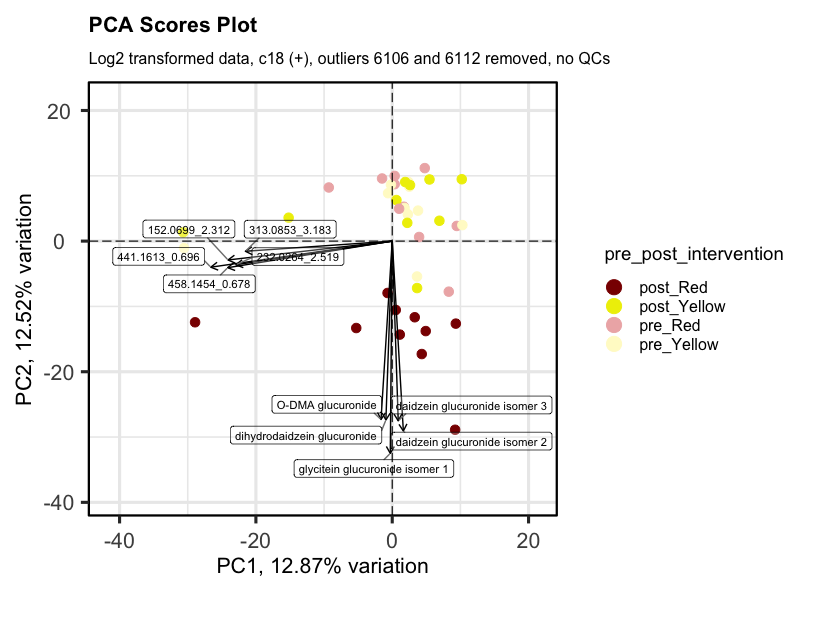 PCA Scores Plot
Log2 transformed data, c18 (+), outliers 6106 and 6112 removed, no QCs
PC2, 12.52% variation
20
0
-20
-40
152.0699_2.312
313.0853_3.183
441.1613_0.696
232.0264_2.519
458.1454_0.678
O-DMA glucuronide
daidzein glucuronide isomer 3
dihydrodaidzein glucuronide
daidzein glucuronide isomer 2
glycitein glucuronide isomer 1
-40
-20
0
20
PC1, 12.87% variation
pre_post_intervention
post_Red
post_Yellow
pre_Red
pre_Yellow